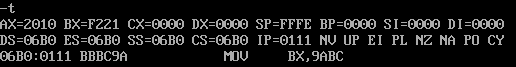 -t
AX=2010 BX=F221 CX=0000 DX=0000 SP=FFFE BP=0000 SI=0000 DI=0000
DS=06B0 ES=06B0 SS=06B0 CS=06B0 IP=0111 NV UP EI PL NZ NA PO CY
06B0:0111 BBBC9A MOV BX,9ABC